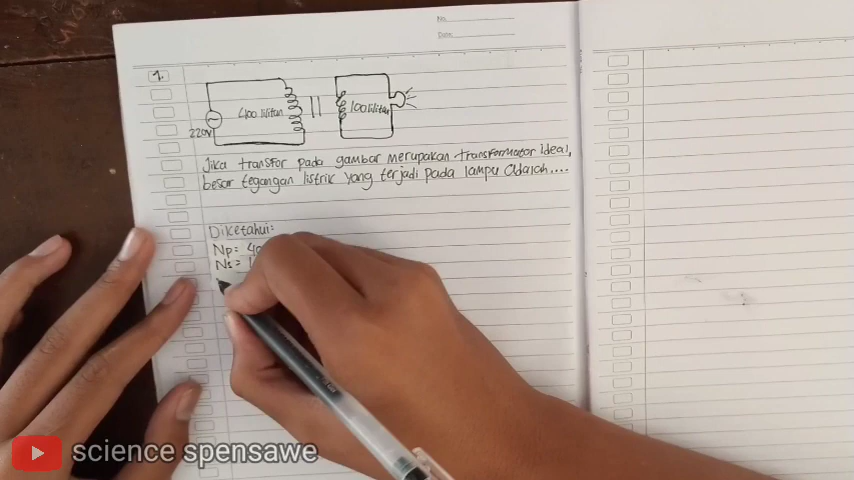 No.
Date
1.
400 lilitan
100 lilitan
220V
Jika transfor pada gambar merupakan transformator ideal,
besar tegangan listrik yang terjadi pada lampu adalah....
Diketahui:
Np = 40
Ns = 1
science spensawe